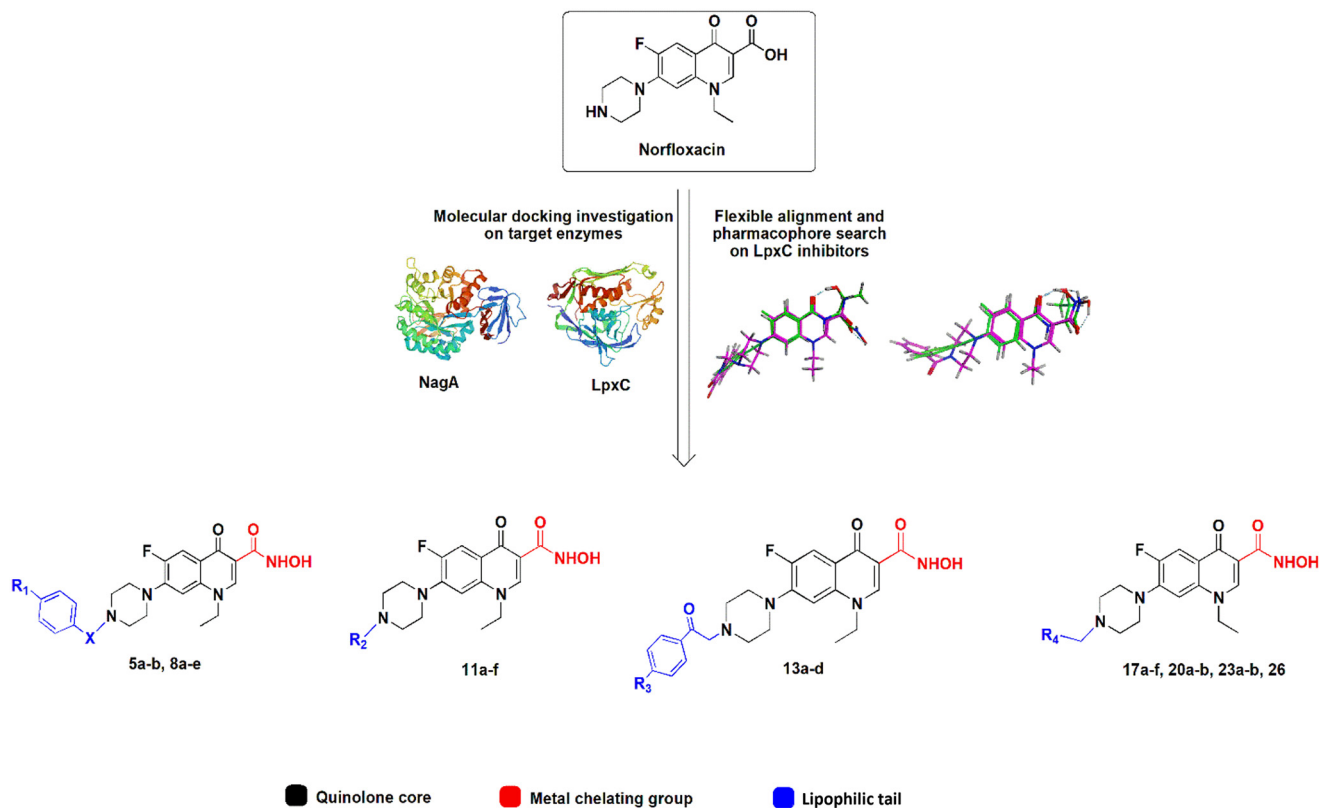 O
O
F
OH
N
N
HN
Norfloxacin
Molecular docking investigation
on target enzymes
Flexible alignment and
pharmacophore search
on LpxC inhibitors
NagA
LpxC
O
O
F
NHOH
R1
N
N
N
X
5a-b, 8a-e
O
O
F
NHOH
N
N
N
R2
11a-f
O
O
F
NHOH
O
N
N
N
R3
13a-d
O
O
F
NHOH
N
N
N
R4
17a-f, 20a-b, 23a-b, 26
Quinolone core
Metal chelating group
Lipophilic tail